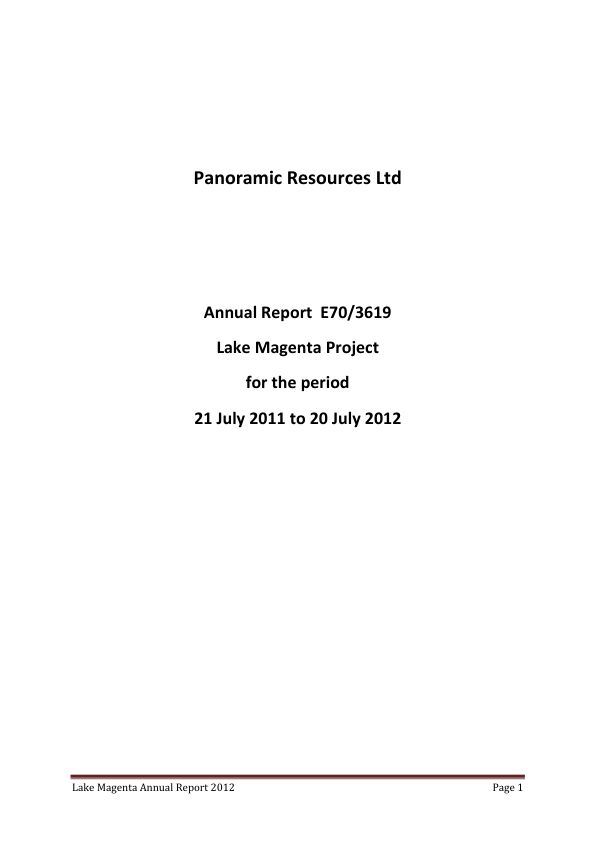 Panoramic Resources Ltd
Annual Report  E70/3619
Lake Magenta Project
for the period
21 July 2011 to 20 July 2012
Lake Magenta Annual Report 2012 Page 1